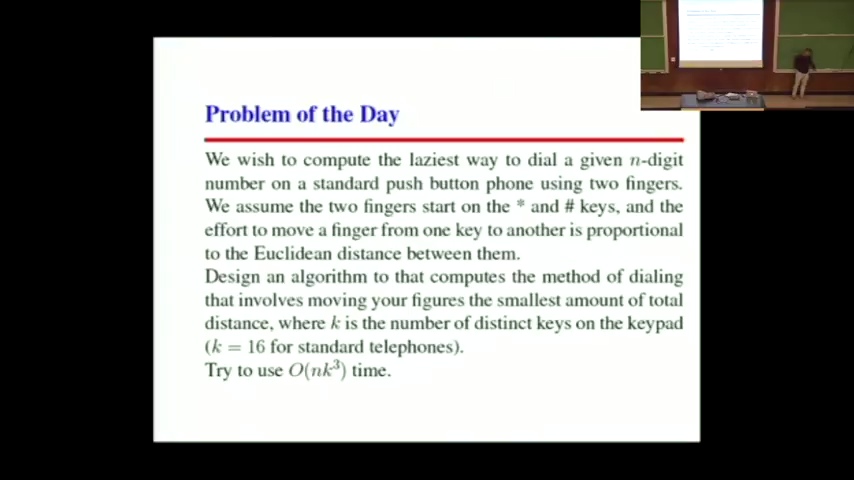 Problem of the Day
We wish to compute the laziest way to dial a given n-digit
number on a standard push button phone using two fingers.
We assume the two fingers start on the * and # keys, and the
effort to move a finger from one key to another is proportional
to the Euclidean distance between them.
Design an algorithm to that computes the method of dialing
that involves moving your figures the smallest amount of total
distance, where k is the number of distinct keys on the keypad
(k = 16 for standard telephones).
Try to use O(nk³) time.